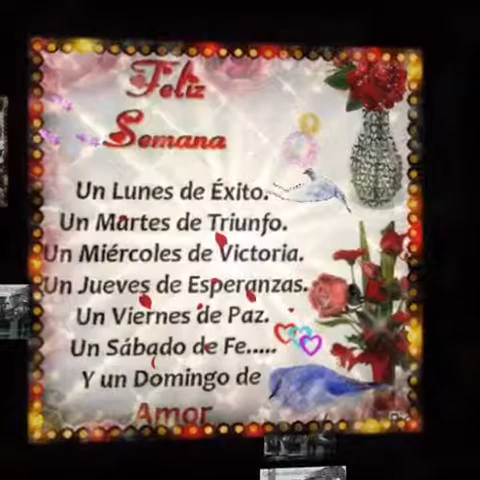 Feliz
Semana
Un Lunes de Éxito.
Un Martes de Triunfo.
Un Miércoles de Victoria.
Un Jueves de Esperanzas.
Un Viernes de Paz.
Un Sábado de Fe.....
Y un Domingo de
Amor